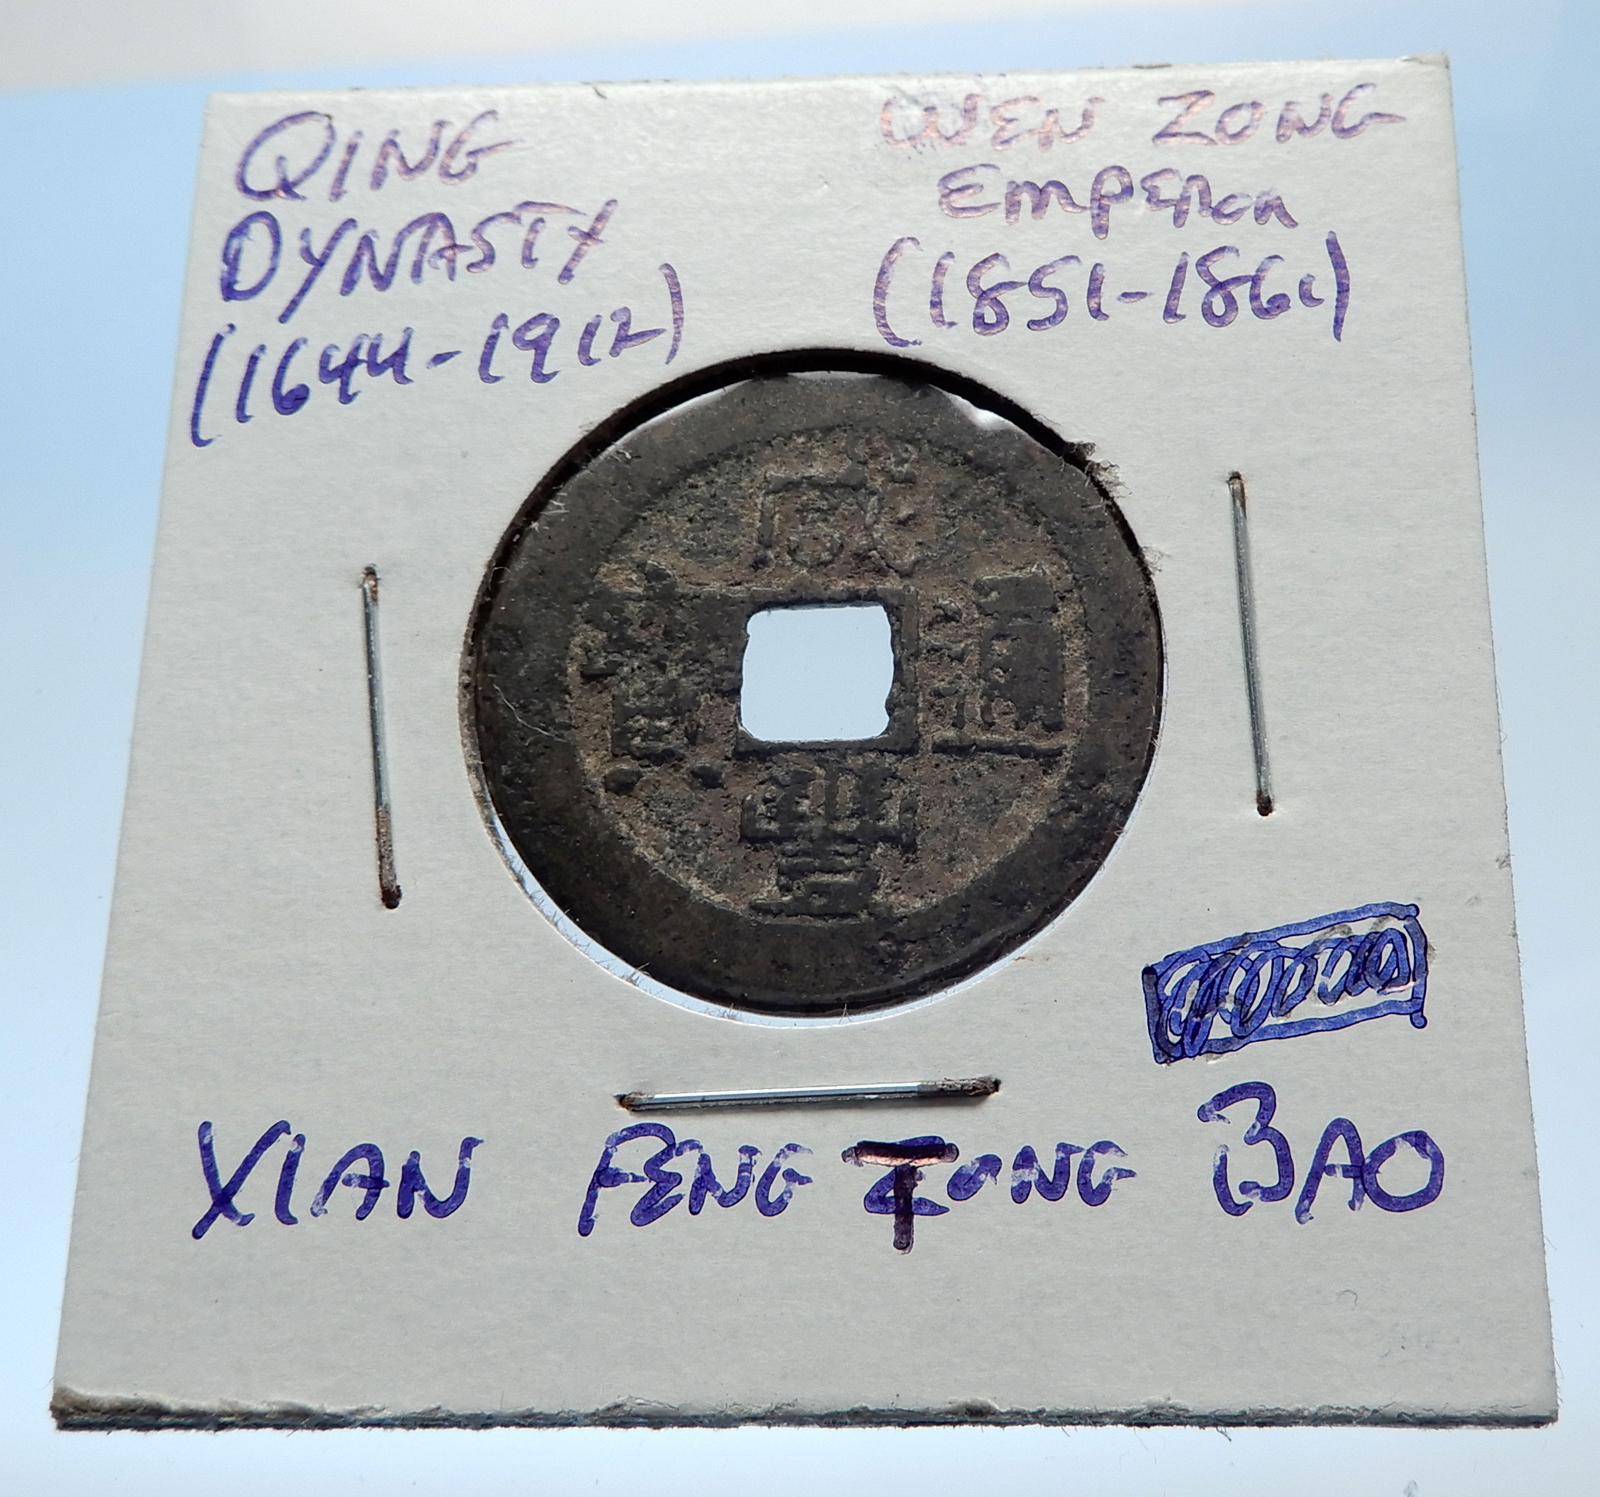 QING
DYNASTY
(1644-1912)
WEN ZONG
EMPEROR
(1851-1861)
咸
寶 通
豐
XIAN FENG TONG BAO